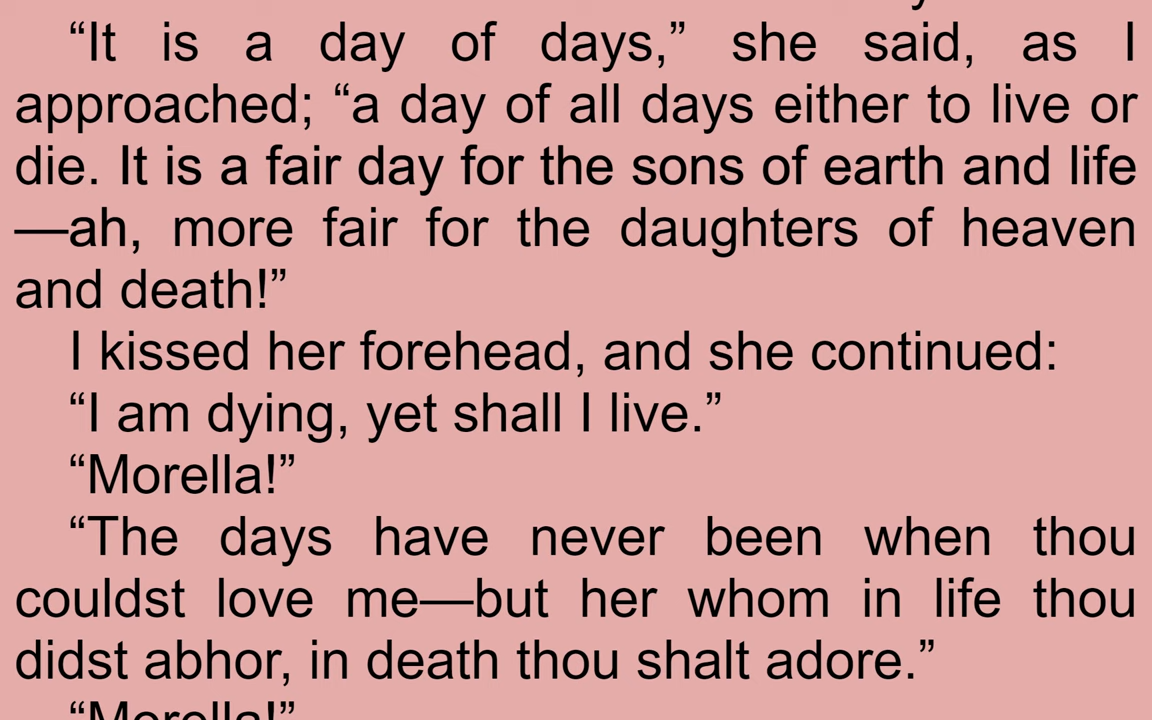 “It is a day of days,” she said, as I
approached; “a day of all days either to live or
die. It is a fair day for the sons of earth and life
—ah, more fair for the daughters of heaven
and death!”
I kissed her forehead, and she continued:
“I am dying, yet shall I live.”
“Morella!”
“The days have never been when thou
couldst love me—but her whom in life thou
didst abhor, in death thou shalt adore.”
“Morella!”